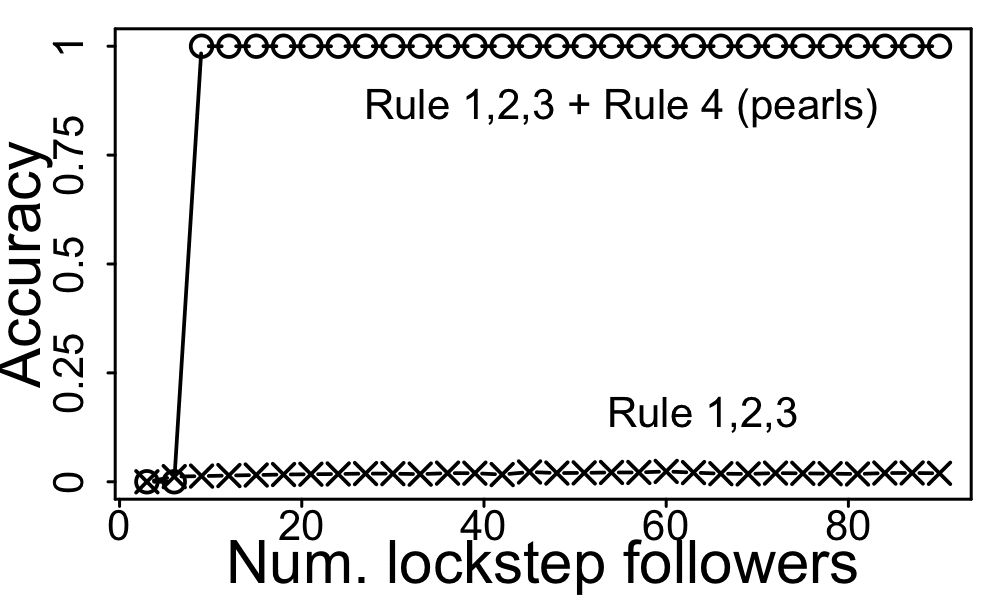 Accuracy
1
0.75
0.5
0.25
0
Rule 1,2,3 + Rule 4 (pearls)
Rule 1,2,3
0 20 40 60 80
Num. lockstep followers